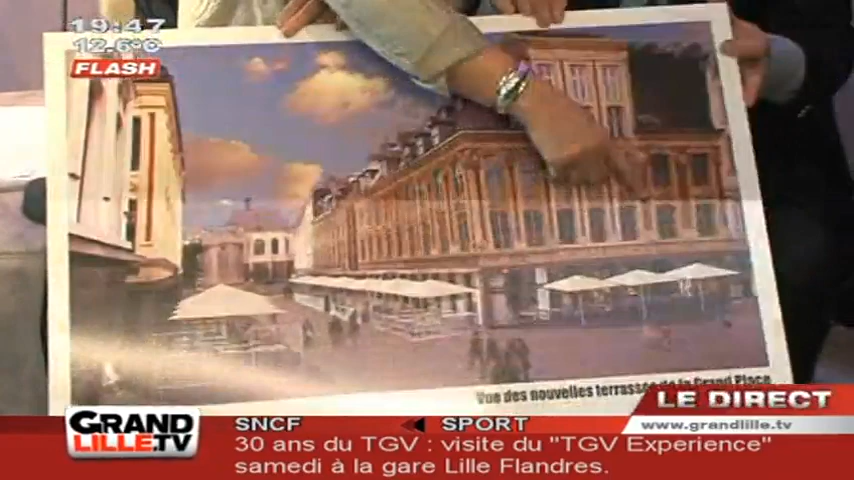 19:47
12.6°C
FLASH
Vue des nouvelles terrasses de la Grand Place
LE DIRECT
www.grandlille.tv
GRAND
LILLE.TV
SNCF SPORT
30 ans du TGV : visite du "TGV Experience"
samedi à la gare Lille Flandres.